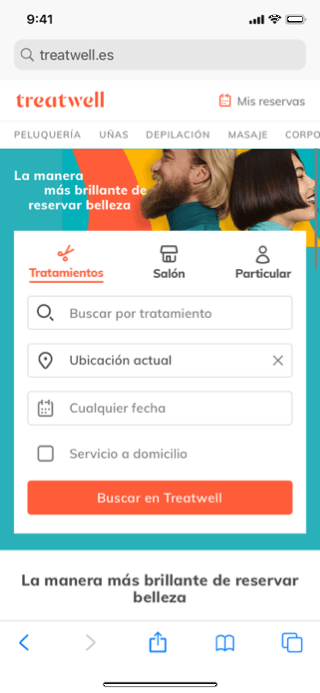 9:41
treatwell.es
treatwell
Mis reservas
PELUQUERÍA UÑAS DEPILACIÓN MASAJE CORPO
La manera
más brillante de
reservar belleza
Tratamientos Salón Particular
Buscar por tratamiento
Ubicación actual
Cualquier fecha
Servicio a domicilio
Buscar en Treatwell
La manera más brillante de reservar
belleza